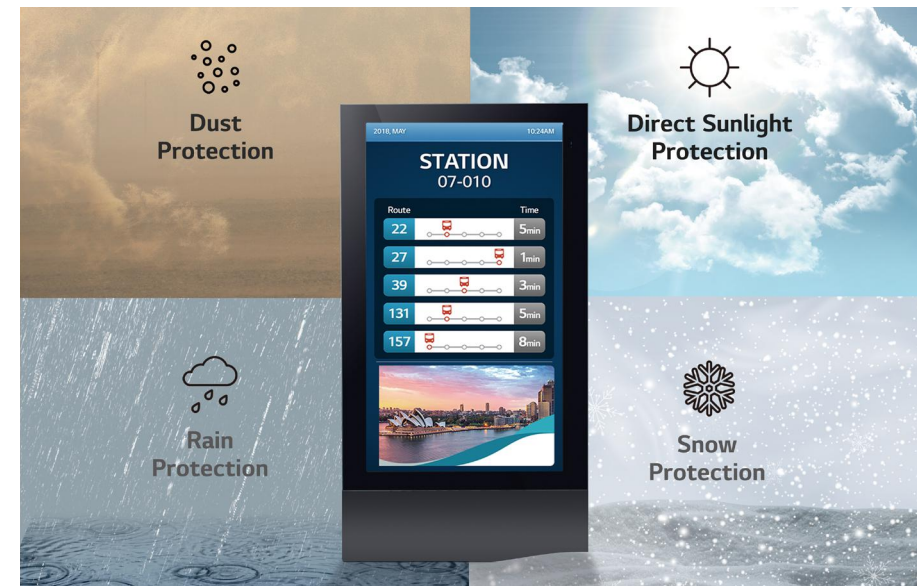 Dust
Protection
Direct Sunlight
Protection
2018, MAY 10:24AM
STATION
07-010
Route Time
22 5min
27 1min
39 3min
131 5min
157 8min
Rain
Protection
Snow
Protection